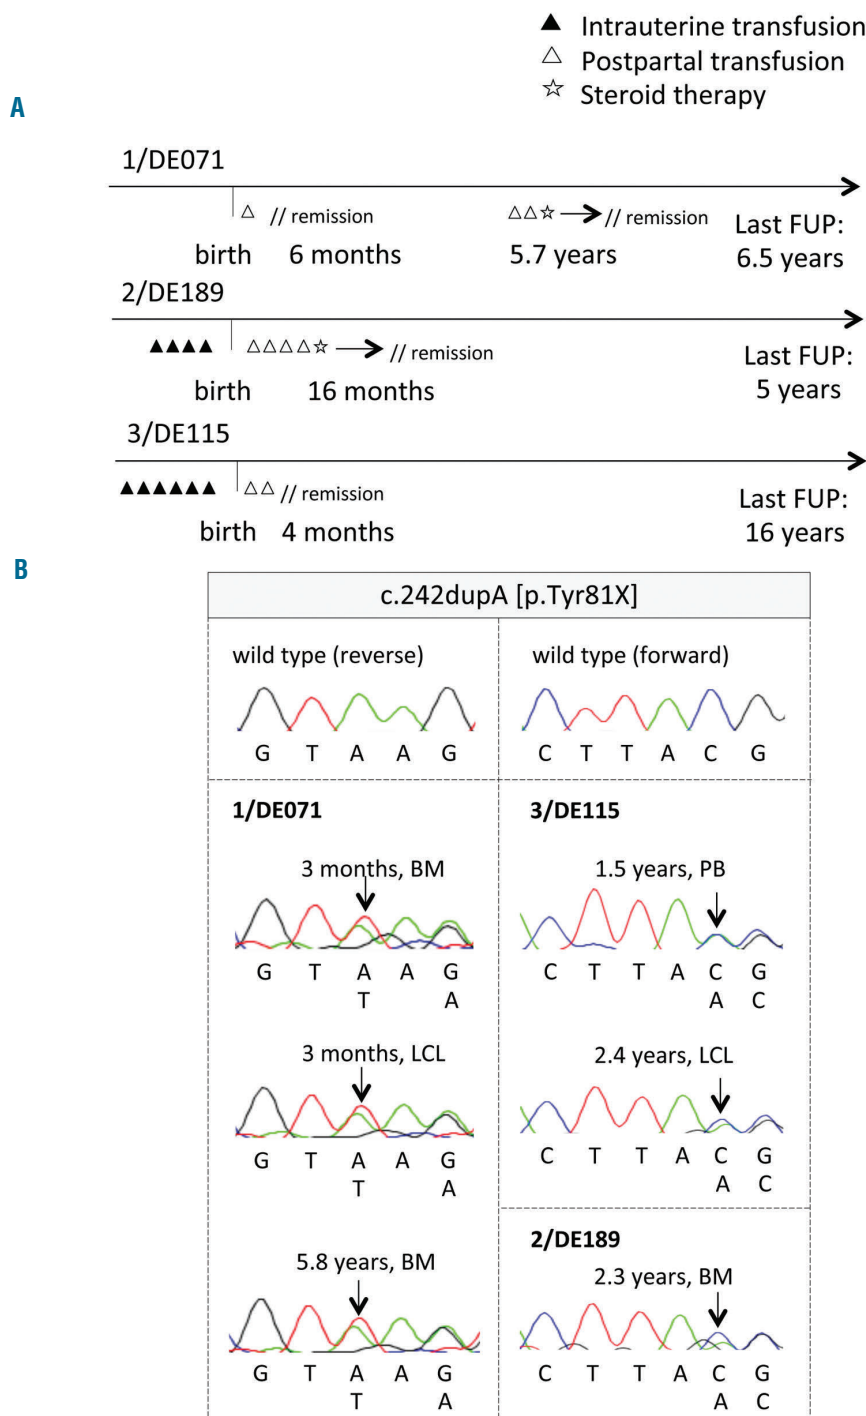 ▲ Intrauterine transfusion
△ Postpartal transfusion
☆ Steroid therapy
A
1/DE071
△ // remission
△△☆ // remission
Last FUP:
birth 6 months 5.7 years 6.5 years
2/DE189
▲▲▲▲ △△△△☆ // remission
Last FUP:
birth 16 months 5 years
3/DE115
▲▲▲▲▲▲ △△ // remission
Last FUP:
birth 4 months 16 years
B
c.242dupA [p.Tyr81X]
wild type (reverse)
G T A A G
wild type (forward)
C T T A C G
1/DE071
3 months, BM
G T A A G
T A
3 months, LCL
G T A A G
T A
5.8 years, BM
G T A A G
T A
3/DE115
1.5 years, PB
C T T A C G
A C
2.4 years, LCL
C T T A C G
A C
2/DE189
2.3 years, BM
C T T A C G
A C